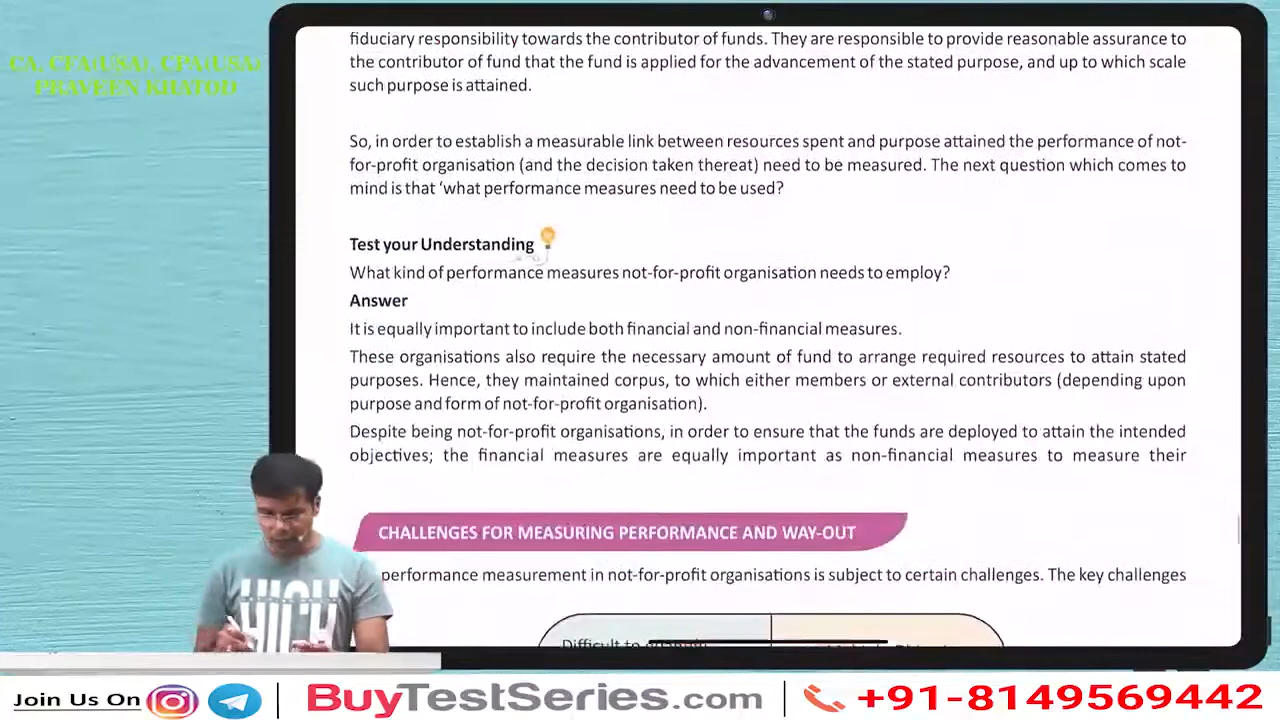 fiduciary responsibility towards the contributor of funds. They are responsible to provide reasonable assurance to
the contributor of fund that the fund is applied for the advancement of the stated purpose, and up to which scale
such purpose is attained.
So, in order to establish a measurable link between resources spent and purpose attained the performance of not-
for-profit organisation (and the decision taken thereat) need to be measured. The next question which comes to
mind is that ‘what performance measures need to be used?
Test your Understanding
What kind of performance measures not-for-profit organisation needs to employ?
Answer
It is equally important to include both financial and non-financial measures.
These organisations also require the necessary amount of fund to arrange required resources to attain stated
purposes. Hence, they maintained corpus, to which either members or external contributors (depending upon
purpose and form of not-for-profit organisation).
Despite being not-for-profit organisations, in order to ensure that the funds are deployed to attain the intended
objectives; the financial measures are equally important as non-financial measures to measure their
CHALLENGES FOR MEASURING PERFORMANCE AND WAY-OUT
performance measurement in not-for-profit organisations is subject to certain challenges. The key challenges
Difficult to
CA, CFA(USA), CPA(USA)
PRAVEEN KHATOD
HIGH
Join Us On
BuyTestSeries.com
+91-8149569442